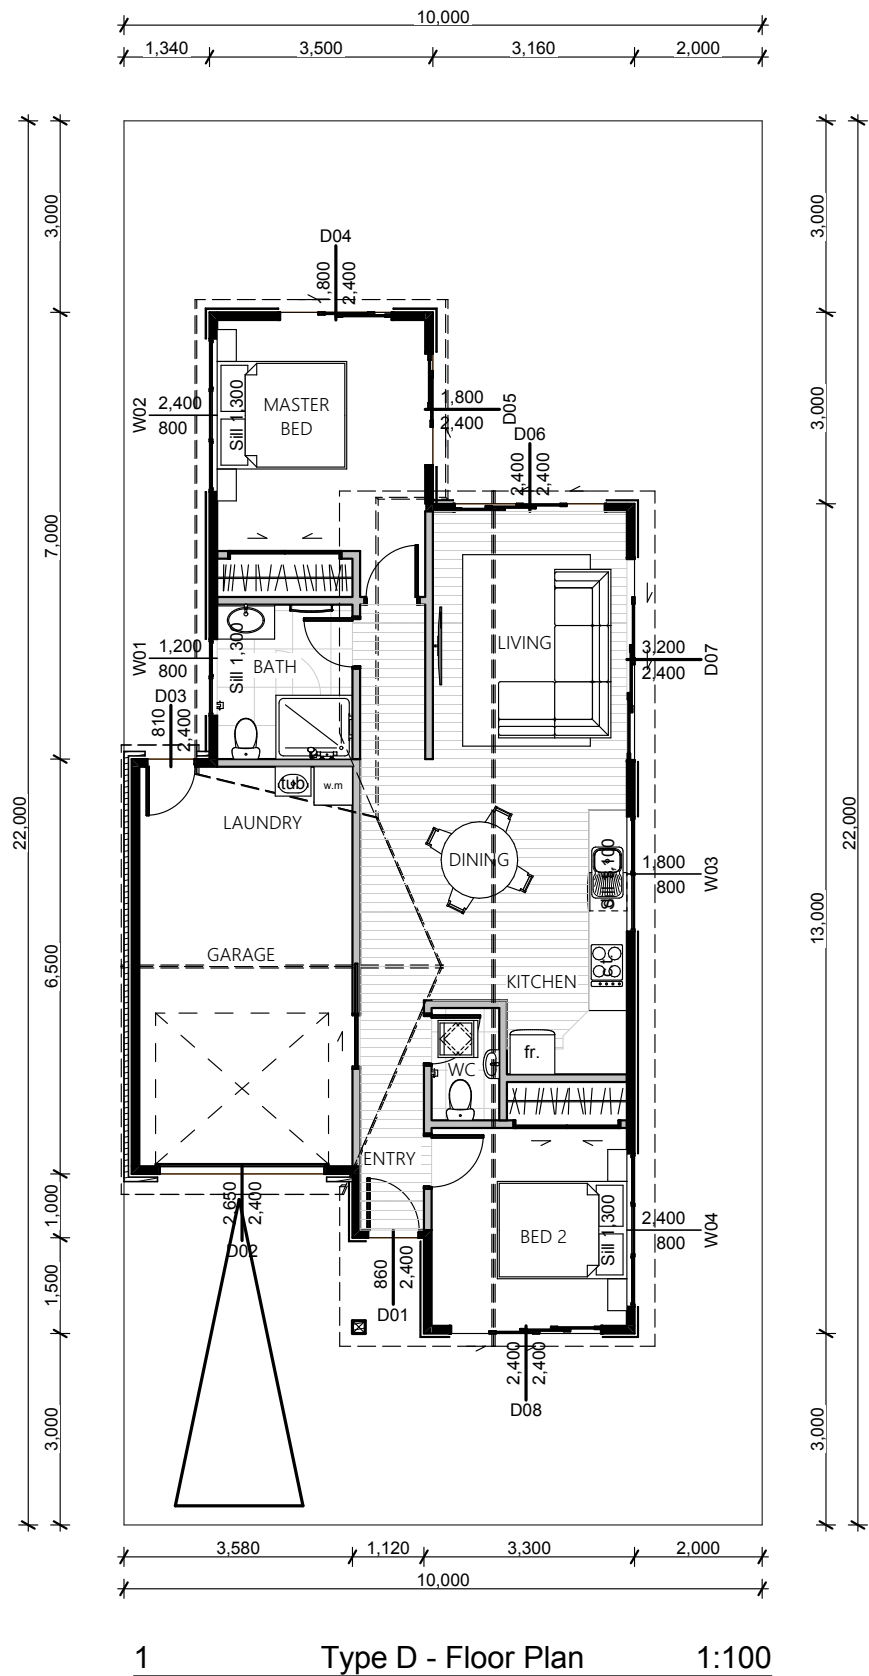 10,000
1,340
3,500
3,160
2,000
3,000
3,000
D04
1,800
2,400
W02
2,400
800
Sill 1,300
MASTER
BED
1,800
2,400
D05
D06
2,400
2,400
3,000
7,000
W01
1,200
800
Sill 1,300
BATH
LIVING
3,200
2,400
D07
D03
810
2,400
tub
w.m
LAUNDRY
22,000
22,000
DINING
1,800
800
W03
13,000
6,500
GARAGE
KITCHEN
st.
fr.
WC
ENTRY
1,000
2,650
2,400
D02
BED 2
Sill 1,300
2,400
800
W04
860
2,400
D01
1,500
2,400
2,400
D08
3,000
3,000
3,580
1,120
3,300
2,000
10,000
1 Type D - Floor Plan 1:100